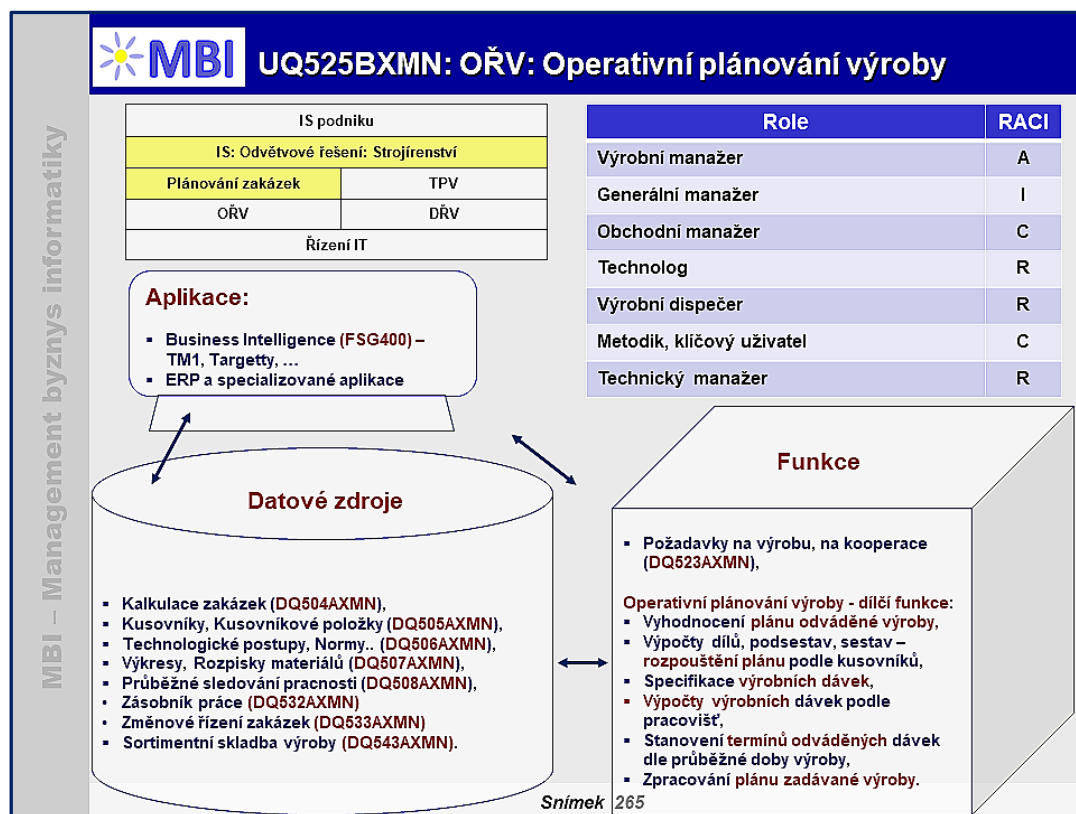 MBI UQ525BXMN: OŘV: Operativní plánování výroby
MBI – Management byznys informatiky
IS podniku
IS: Odvětvové řešení: Strojírenství
Plánování zakázek TPV
OŘV DŘV
Řízení IT
Role RACI
Výrobní manažer A
Generální manažer I
Obchodní manažer C
Technolog R
Výrobní dispečer R
Metodik, klíčový uživatel C
Technický manažer R
Aplikace:
▪ Business Intelligence (FSG400) –
TM1, Targetty, ...
▪ ERP a specializované aplikace
Datové zdroje
▪ Kalkulace zakázek (DQ504AXMN),
▪ Kusovníky, Kusovníkové položky (DQ505AXMN),
▪ Technologické postupy, Normy.. (DQ506AXMN),
▪ Výkresy, Rozpisky materiálů (DQ507AXMN),
▪ Průběžné sledování pracnosti (DQ508AXMN),
• Zásobník práce (DQ532AXMN)
• Změnové řízení zakázek (DQ533AXMN)
▪ Sortimentní skladba výroby (DQ543AXMN).
Funkce
▪ Požadavky na výrobu, na kooperace
(DQ523AXMN),
Operativní plánování výroby - dílčí funkce:
▪ Vyhodnocení plánu odváděné výroby,
▪ Výpočty dílů, podsestav, sestav –
rozpouštění plánu podle kusovníků,
▪ Specifikace výrobních dávek,
▪ Výpočty výrobních dávek podle
pracovišť,
▪ Stanovení termínů odváděných dávek
dle průběžné doby výroby,
▪ Zpracování plánu zadávané výroby.
Snímek 265